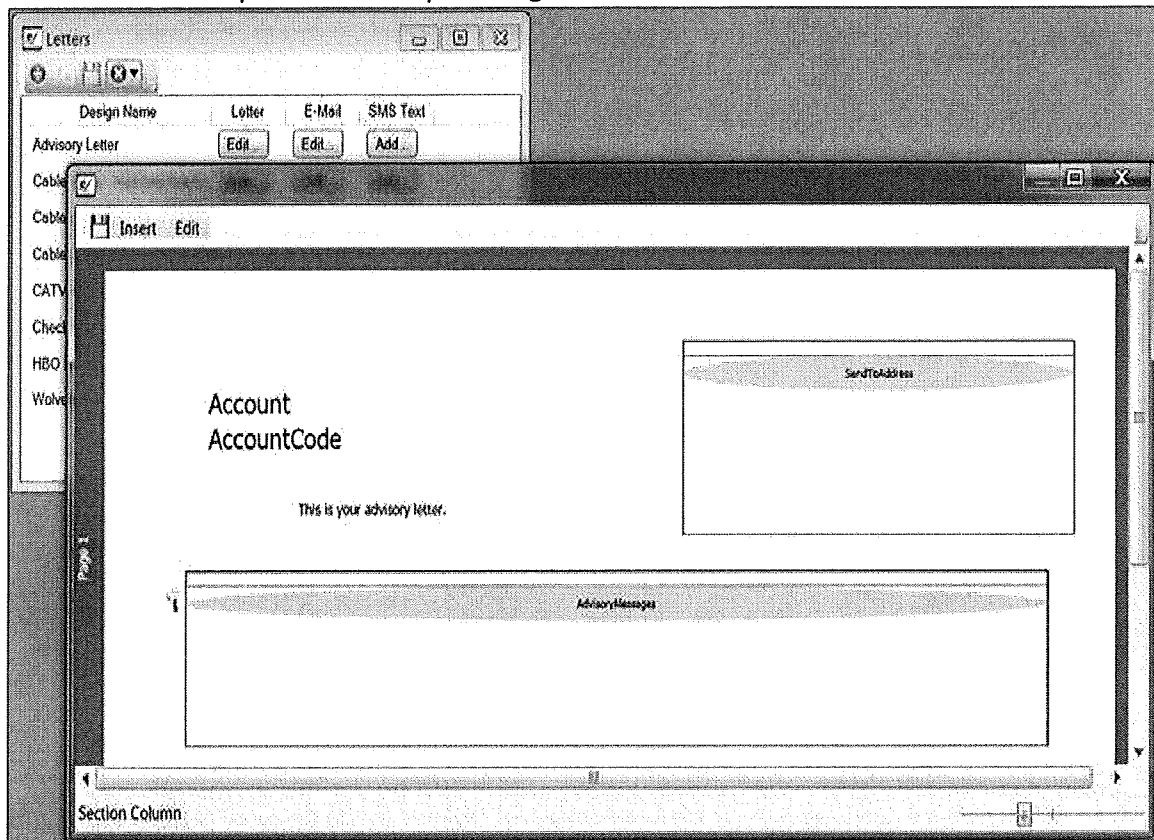 Letters
Design Name Letter E-Mail SMS Text
Advisory Letter Edit... Edit... Add...
Cable
Cable
Cable
CATV
Check
HBO
Wolve
Insert Edit
SendToAddress
Account
AccountCode
This is your advisory letter.
Page 1
AdvisoryMessages
Section Column